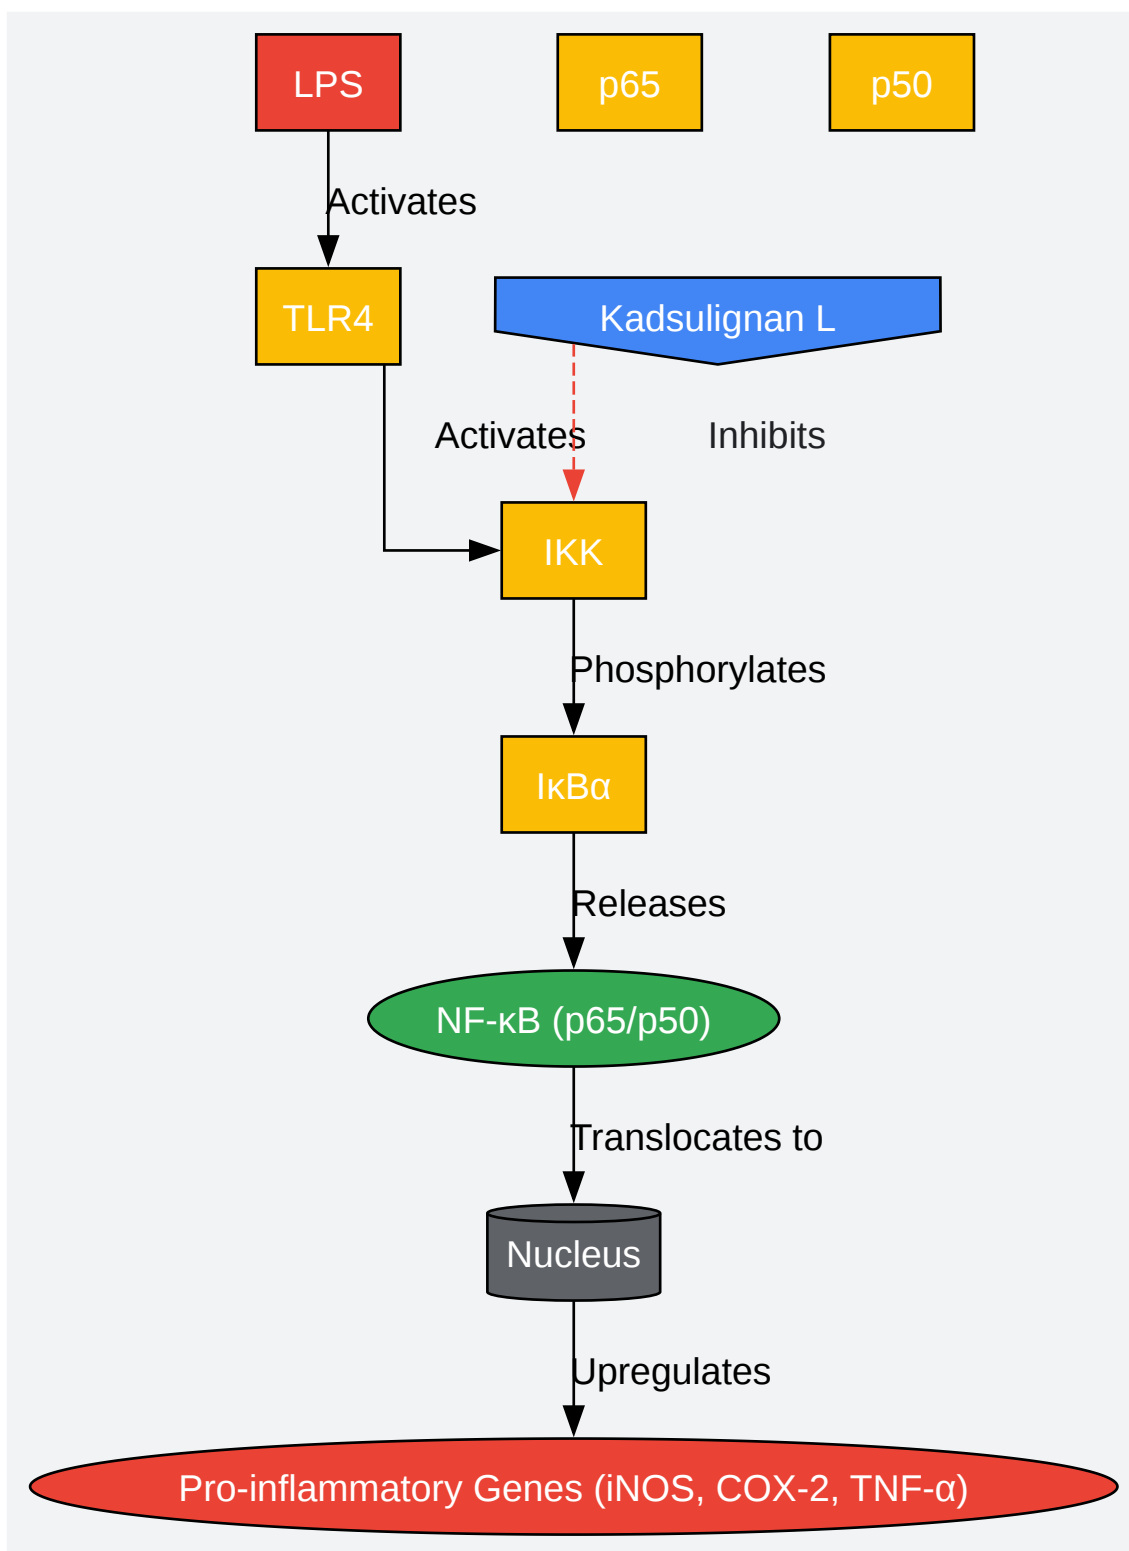 LPS
p65
p50
Activates
TLR4
Kadsulignan L
Activates
Inhibits
IKK
Phosphorylates
IκBα
Releases
NF-κB (p65/p50)
Translocates to
Nucleus
Upregulates
Pro-inflammatory Genes (iNOS, COX-2, TNF-α)